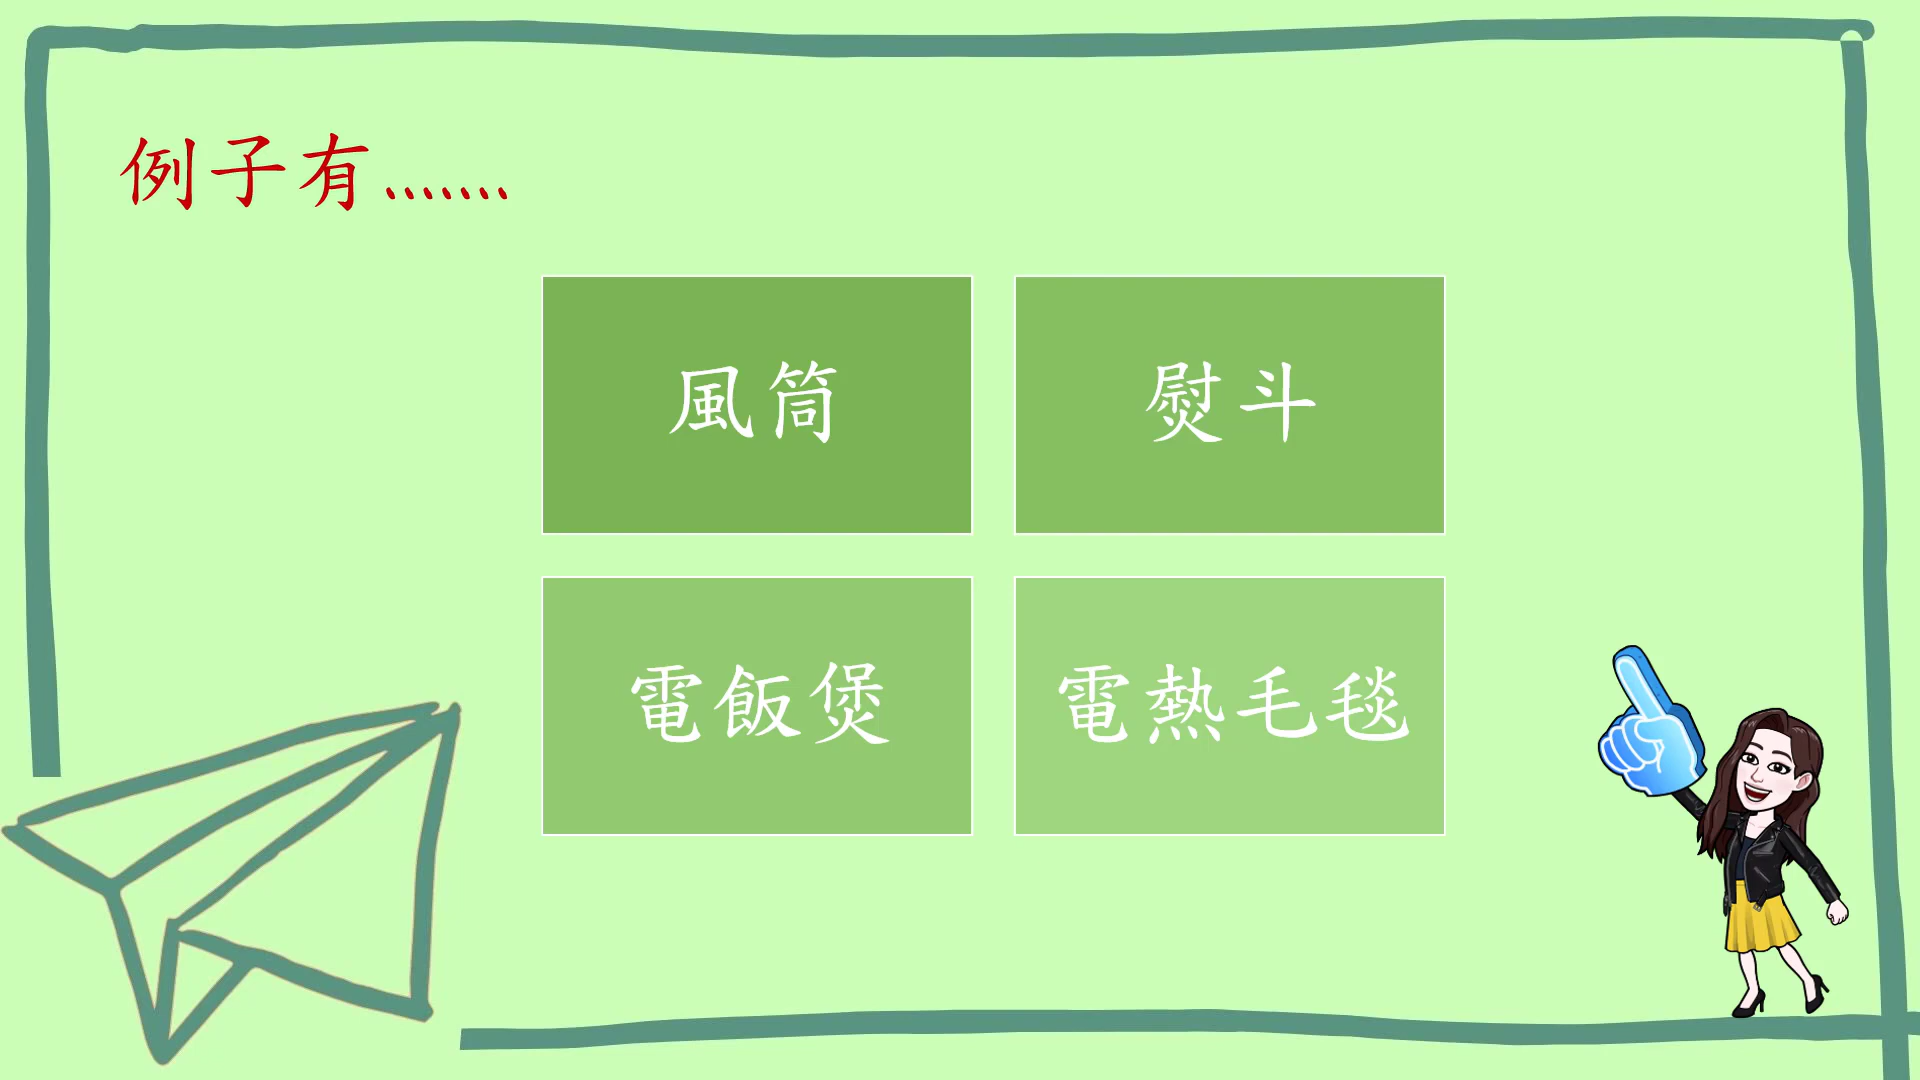 例子有.......
風筒
熨斗
電飯煲
電熱毛毯